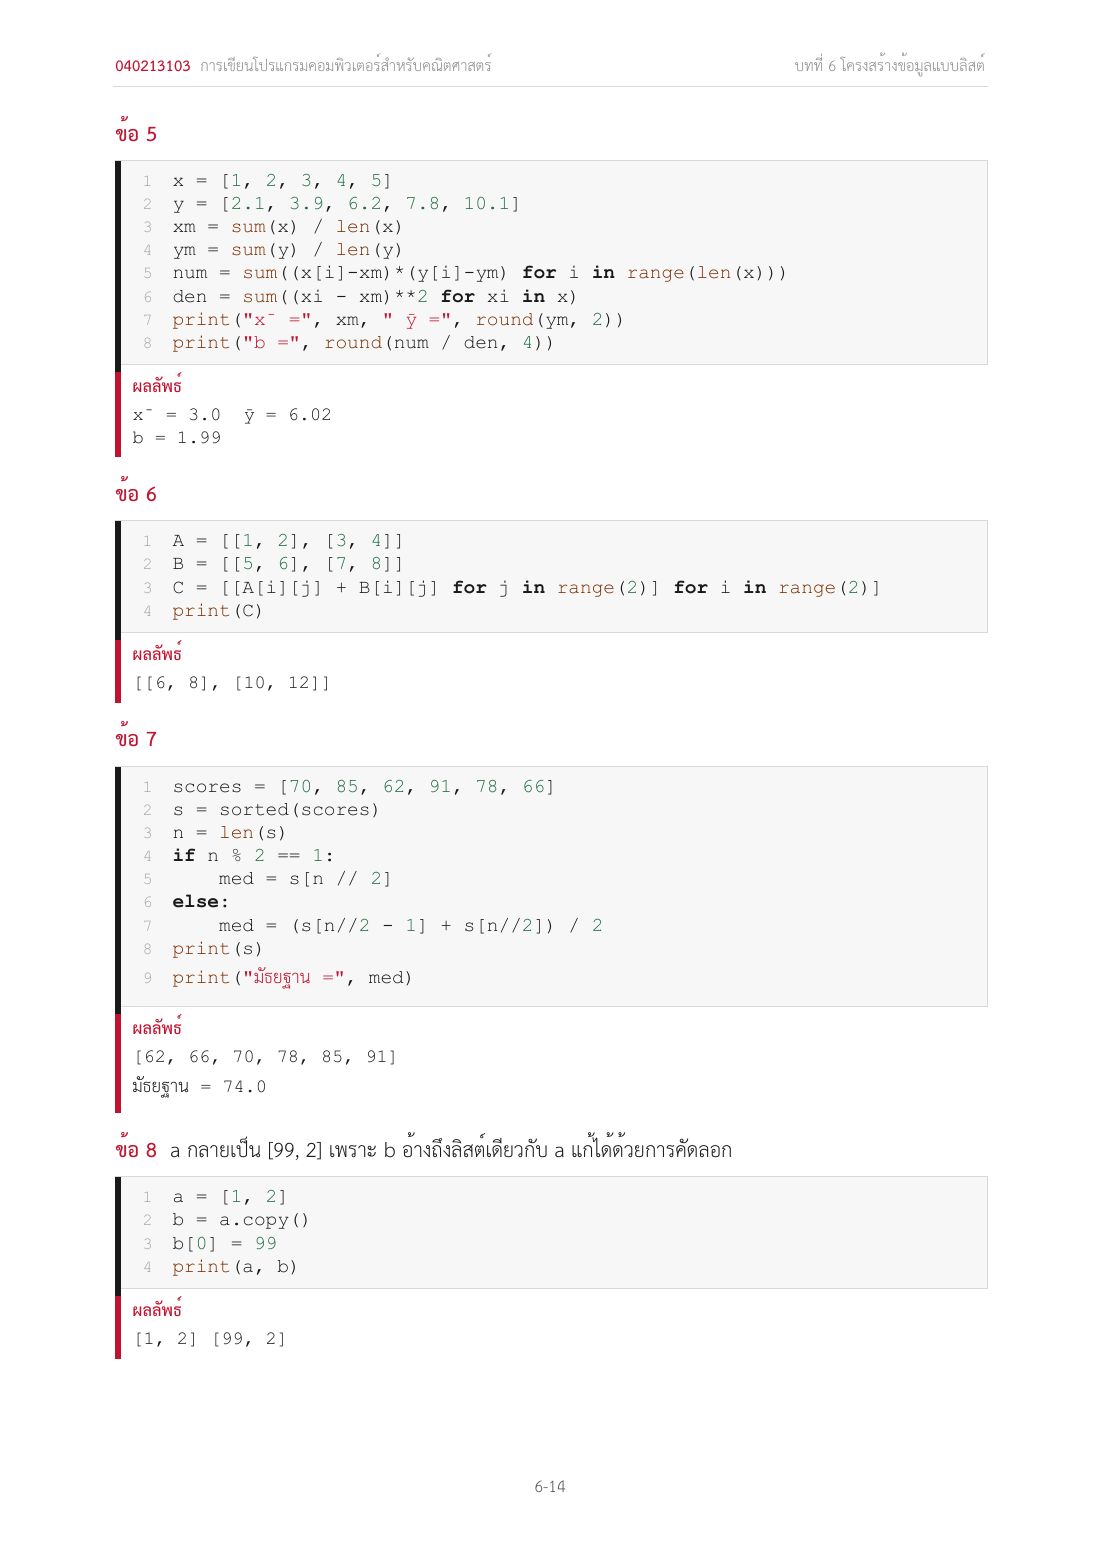 040213103 การเขียนโปรแกรมคอมพิวเตอร์สำหรับคณิตศาสตร์ บทที่ 6 โครงสร้างข้อมูลแบบลิสต์
ข้อ 5
1 x = [1, 2, 3, 4, 5]
2 y = [2.1, 3.9, 6.2, 7.8, 10.1]
3 xm = sum(x) / len(x)
4 ym = sum(y) / len(y)
5 num = sum((x[i]-xm)*(y[i]-ym) for i in range(len(x)))
6 den = sum((xi - xm)**2 for xi in x)
7 print("x¯ =", xm, " ȳ =", round(ym, 2))
8 print("b =", round(num / den, 4))
ผลลัพธ์
x¯ = 3.0  ȳ = 6.02
b = 1.99
ข้อ 6
1 A = [[1, 2], [3, 4]]
2 B = [[5, 6], [7, 8]]
3 C = [[A[i][j] + B[i][j] for j in range(2)] for i in range(2)]
4 print(C)
ผลลัพธ์
[[6, 8], [10, 12]]
ข้อ 7
1 scores = [70, 85, 62, 91, 78, 66]
2 s = sorted(scores)
3 n = len(s)
4 if n % 2 == 1:
5     med = s[n // 2]
6 else:
7     med = (s[n//2 - 1] + s[n//2]) / 2
8 print(s)
9 print("มัธยฐาน =", med)
ผลลัพธ์
[62, 66, 70, 78, 85, 91]
มัธยฐาน = 74.0
ข้อ 8 a กลายเป็น [99, 2] เพราะ b อ้างถึงลิสต์เดียวกับ a แก้ได้ด้วยการคัดลอก
1 a = [1, 2]
2 b = a.copy()
3 b[0] = 99
4 print(a, b)
ผลลัพธ์
[1, 2] [99, 2]
6-14